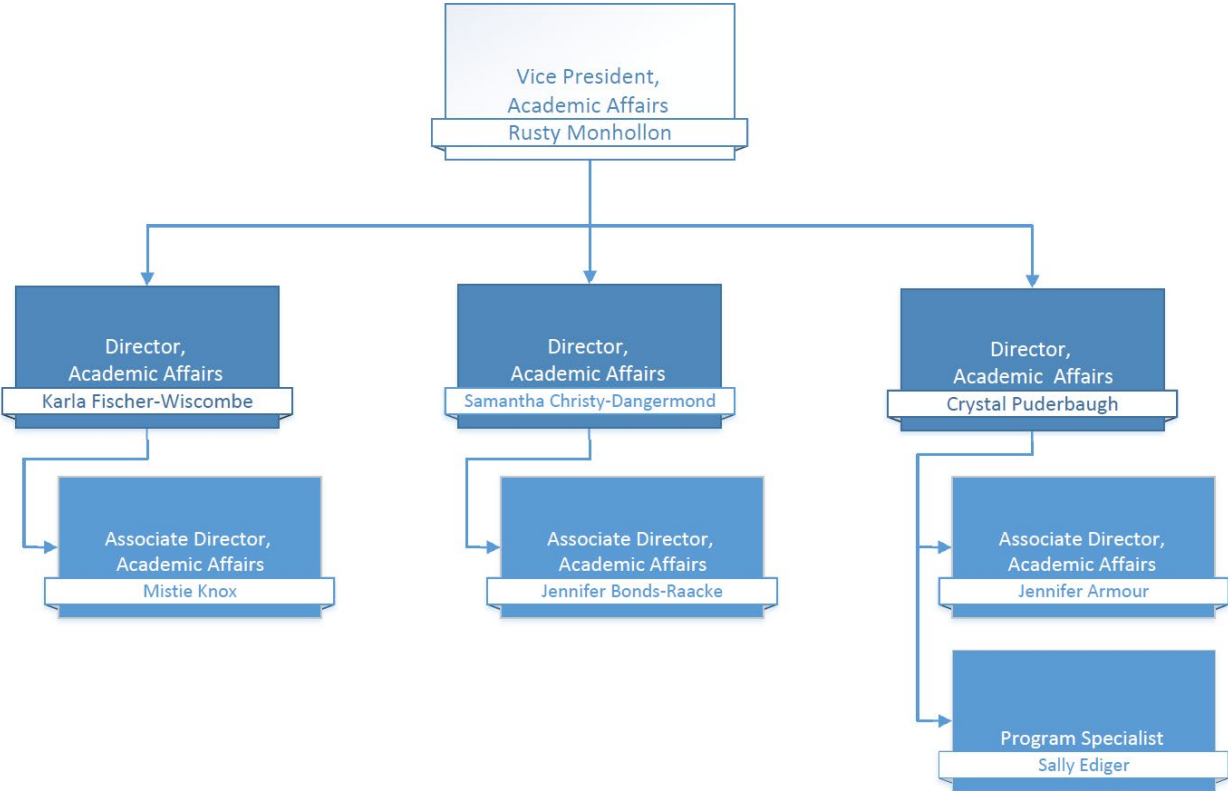 Vice President,
Academic Affairs
Rusty Monhollon
Director,
Academic Affairs
Karla Fischer-Wiscombe
Director,
Academic Affairs
Samantha Christy-Dangermond
Director,
Academic Affairs
Crystal Puderbaugh
Associate Director,
Academic Affairs
Mistie Knox
Associate Director,
Academic Affairs
Jennifer Bonds-Raacke
Associate Director,
Academic Affairs
Jennifer Armour
Program Specialist
Sally Ediger